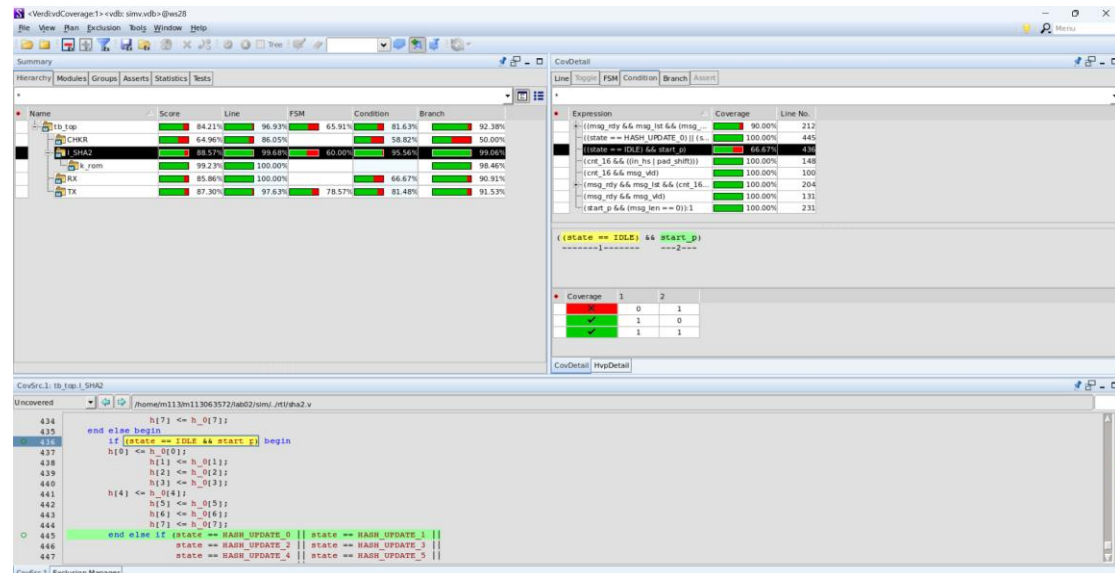 <Verdi:vdCoverage:1> <vdb: simv.vdb>@ws28
File View Plan Exclusion Tools Window Help
Tree
Menu
Summary
CovDetail
Hierarchy Modules Groups Asserts Statistics Tests
Line Toggle FSM Condition Branch Assert
*
*
Name Score Line FSM Condition Branch
tb_top 84.21% 96.93% 65.91% 81.63% 92.38%
CHKR 64.96% 86.05% 58.82% 50.00%
I_SHA2 88.57% 99.68% 60.00% 95.56% 99.06%
k_rom 99.23% 100.00% 98.46%
RX 85.86% 100.00% 66.67% 90.91%
TX 87.30% 97.63% 78.57% 81.48% 91.53%
Expression Coverage Line No.
((msg_rdy && msg_lst && (msg_... 90.00% 212
((state == HASH_UPDATE_0) || (s... 100.00% 445
((state == IDLE) && start_p) 66.67% 436
(cnt_16 && ((in_hs | pad_shift))) 100.00% 148
(cnt_16 && msg_vld) 100.00% 100
(msg_rdy && msg_lst && (cnt_16... 100.00% 204
(msg_rdy && msg_vld) 100.00% 131
(start_p && (msg_len == 0)):1 100.00% 231
((state == IDLE) && start_p)
-------1------- ---2---
Coverage 1 2
0 1
1 0
1 1
CovDetail HvpDetail
CovSrc.1: tb_top.I_SHA2
Uncovered /home/m113/m113063572/lab02/sim/../rtl/sha2.v
434 h[7] <= h_0[7];
435 end else begin
436 if (state == IDLE && start_p) begin
437 h[0] <= h_0[0];
438 h[1] <= h_0[1];
439 h[2] <= h_0[2];
440 h[3] <= h_0[3];
441 h[4] <= h_0[4];
442 h[5] <= h_0[5];
443 h[6] <= h_0[6];
444 h[7] <= h_0[7];
445 end else if (state == HASH_UPDATE_0 || state == HASH_UPDATE_1 ||
446 state == HASH_UPDATE_2 || state == HASH_UPDATE_3 ||
447 state == HASH_UPDATE_4 || state == HASH_UPDATE_5 ||
CovSrc.1 Exclusion Manager